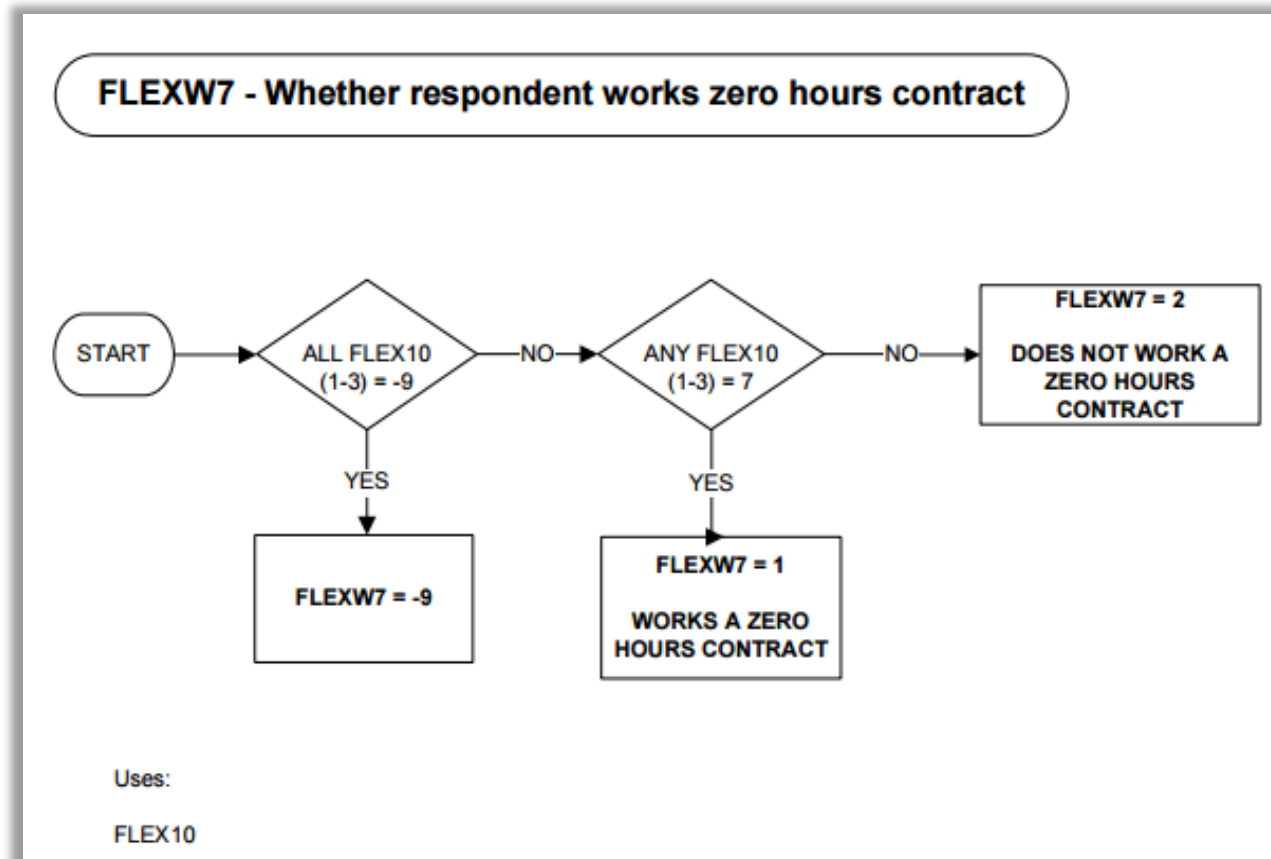 FLEXW7 - Whether respondent works zero hours contract
START
ALL FLEX10
(1-3) = -9
NO
ANY FLEX10
(1-3) = 7
NO
FLEXW7 = 2
DOES NOT WORK A
ZERO HOURS
CONTRACT
YES
YES
FLEXW7 = -9
FLEXW7 = 1
WORKS A ZERO
HOURS CONTRACT
Uses:
FLEX10